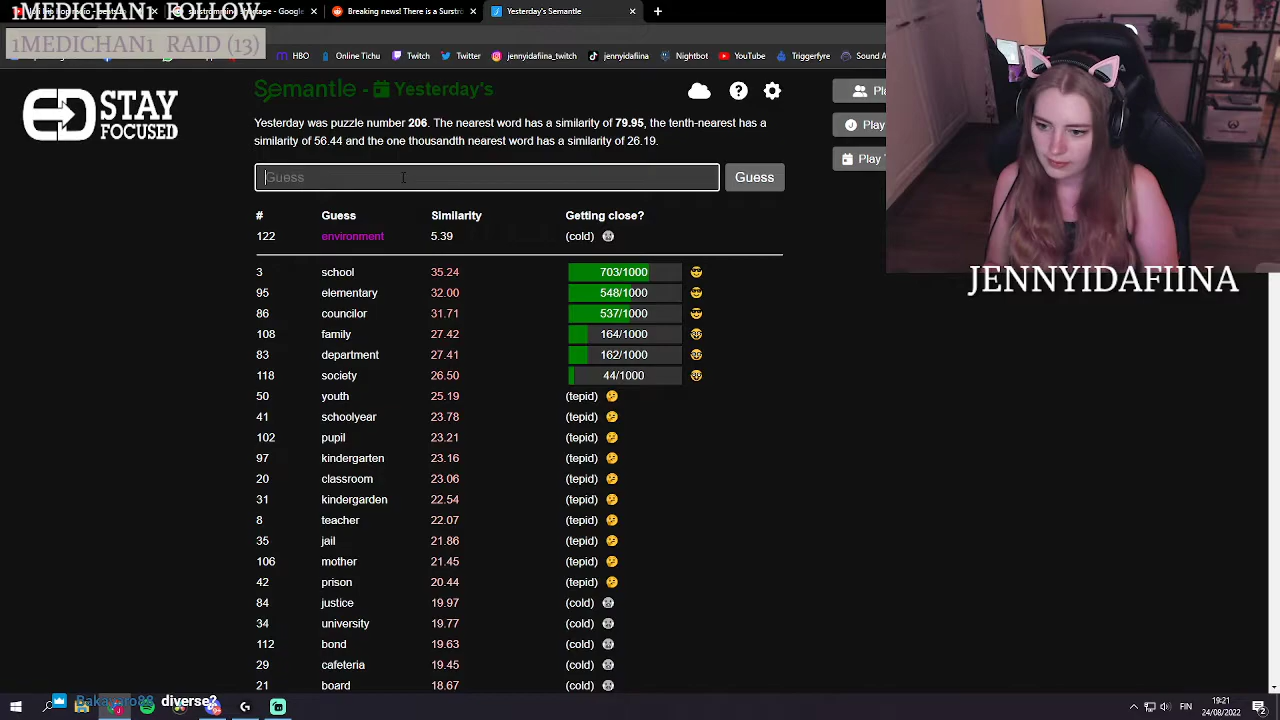 1MEDICHAN1 FOLLOW
1MEDICHAN1 RAID (13)
Breaking news! There is a Surpri
Yesterday's Semantle
HBO
Online Tichu
Twitch
jennyidafiina_twitch
jennydafiina
Nightbot
YouTube
Triggerfyre
Sound A
STAY
FOCUSED
Semantle - Yesterday's
Pla
Play
Play
Yesterday was puzzle number 206. The nearest word has a similarity of 79.95, the tenth-nearest has a
similarity of 56.44 and the one thousandth nearest word has a similarity of 26.19.
Guess
Guess
# Guess Similarity Getting close?
122 environment 5.39 (cold)
3 school 35.24 703/1000
95 elementary 32.00 548/1000
86 councilor 31.71 537/1000
108 family 27.42 164/1000
83 department 27.41 162/1000
118 society 26.50 44/1000
50 youth 25.19 (tepid)
41 schoolyear 23.78 (tepid)
102 pupil 23.21 (tepid)
97 kindergarten 23.16 (tepid)
20 classroom 23.06 (tepid)
31 kindergarden 22.54 (tepid)
8 teacher 22.07 (tepid)
35 jail 21.86 (tepid)
106 mother 21.45 (tepid)
42 prison 20.44 (tepid)
84 justice 19.97 (cold)
34 university 19.77 (cold)
112 bond 19.63 (cold)
29 cafeteria 19.45 (cold)
21 board 18.67 (cold)
JENNYIDAFIINA
Bakayaro88 diverse?
FIN
19:21
24/08/2022